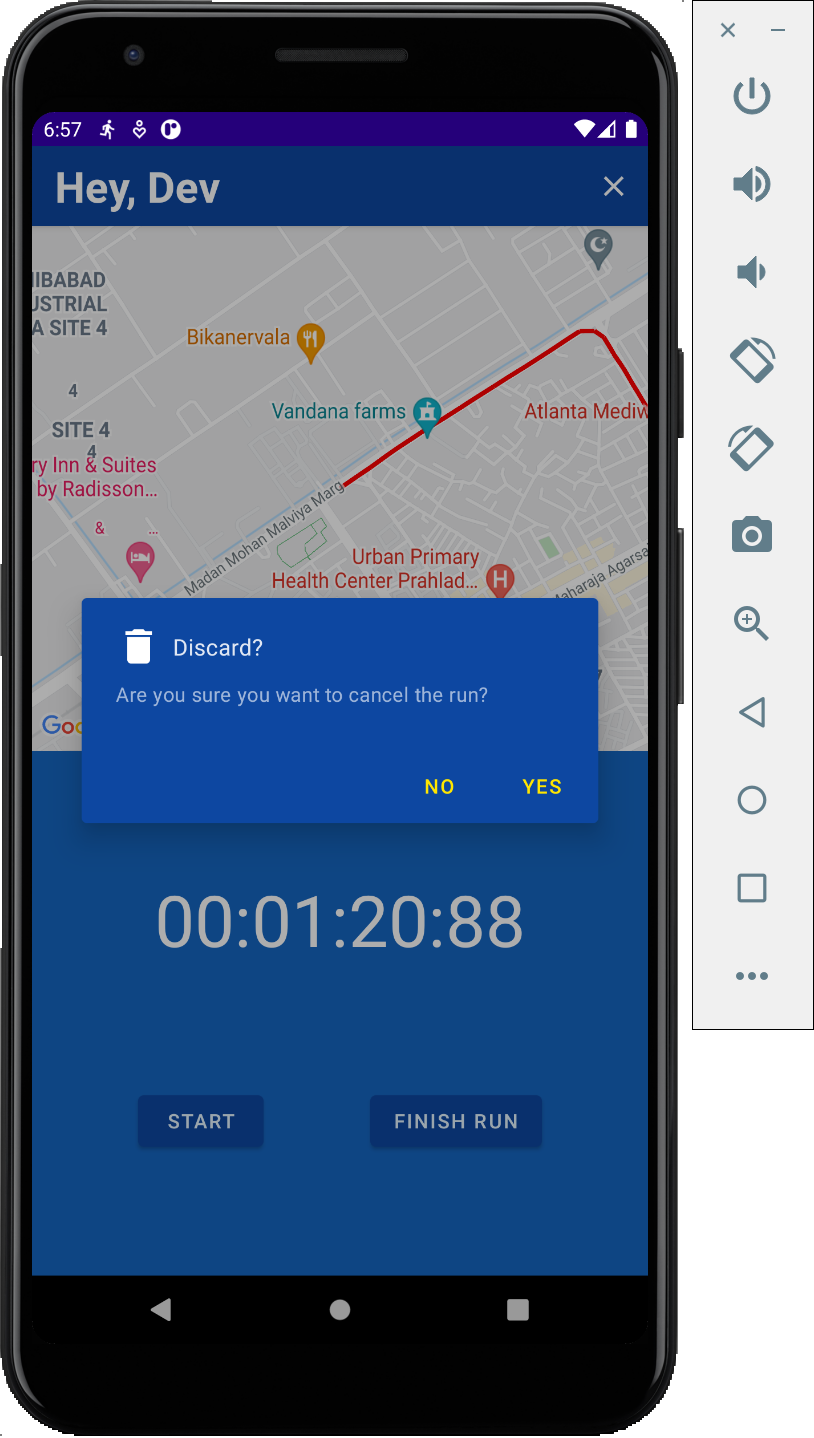 6:57
Hey, Dev
IBABAD
USTRIAL
A SITE 4
Bikanervala
4
SITE 4
4
Vandana farms
Atlanta Mediw
ry Inn & Suites
by Radisson...
& ...
Madan Mohan Malviya Marg
Urban Primary
Health Center Prahlad...
H
Maharaja Agarsa
Discard?
Are you sure you want to cancel the run?
Goo
NO YES
00:01:20:88
START FINISH RUN